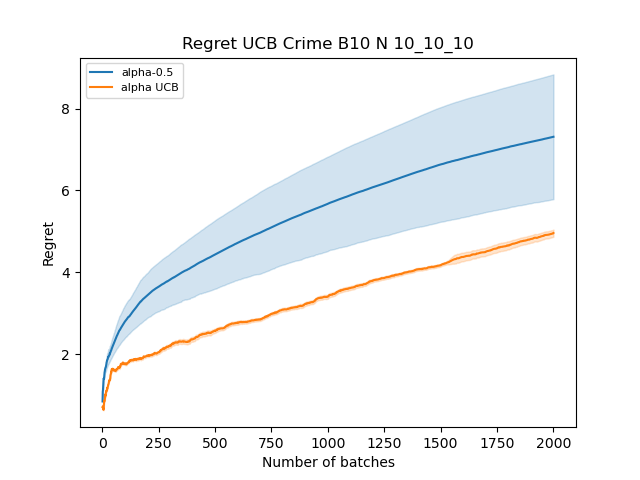 Regret UCB Crime B10 N 10_10_10
alpha-0.5
alpha UCB
Regret
8
6
4
2
0 250 500 750 1000 1250 1500 1750 2000
Number of batches